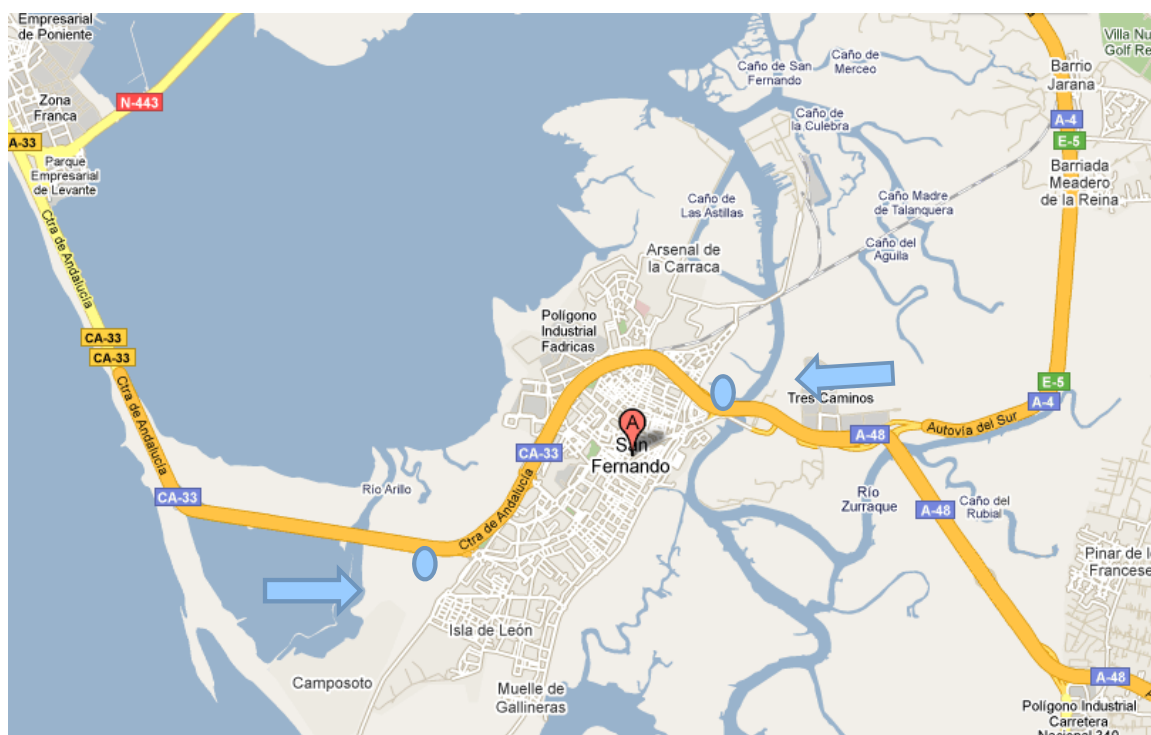 Empresarial
de Poniente
N-443
Zona
Franca
A-33
Parque
Empresarial
de Levante
Ctra de Andalucía
CA-33
CA-33
Ctra de Andalucía
CA-33
Río Arillo
Caño de San
Fernando
Caño de
Merceo
Caño de
la Culebra
Villa Nu
Golf Re
Barrio
Jarana
A-4
E-5
Barriada
Meadero
de la Reina
Caño de
Las Astillas
Caño Madre
de Talanquera
Caño del
Aguila
Arsenal de
la Carraca
Polígono
Industrial
Fadricas
Tres Caminos
E-5
A-4
Autovía del Sur
A-48
A
San
Fernando
CA-33
Ctra de Andalucía
Río
Zurraque
Caño del
Rubial
A-48
Pinar de l
Francese
Isla de León
Camposoto
Muelle de
Gallineras
A-48
Polígono Industrial
Carretera
Nacional 340